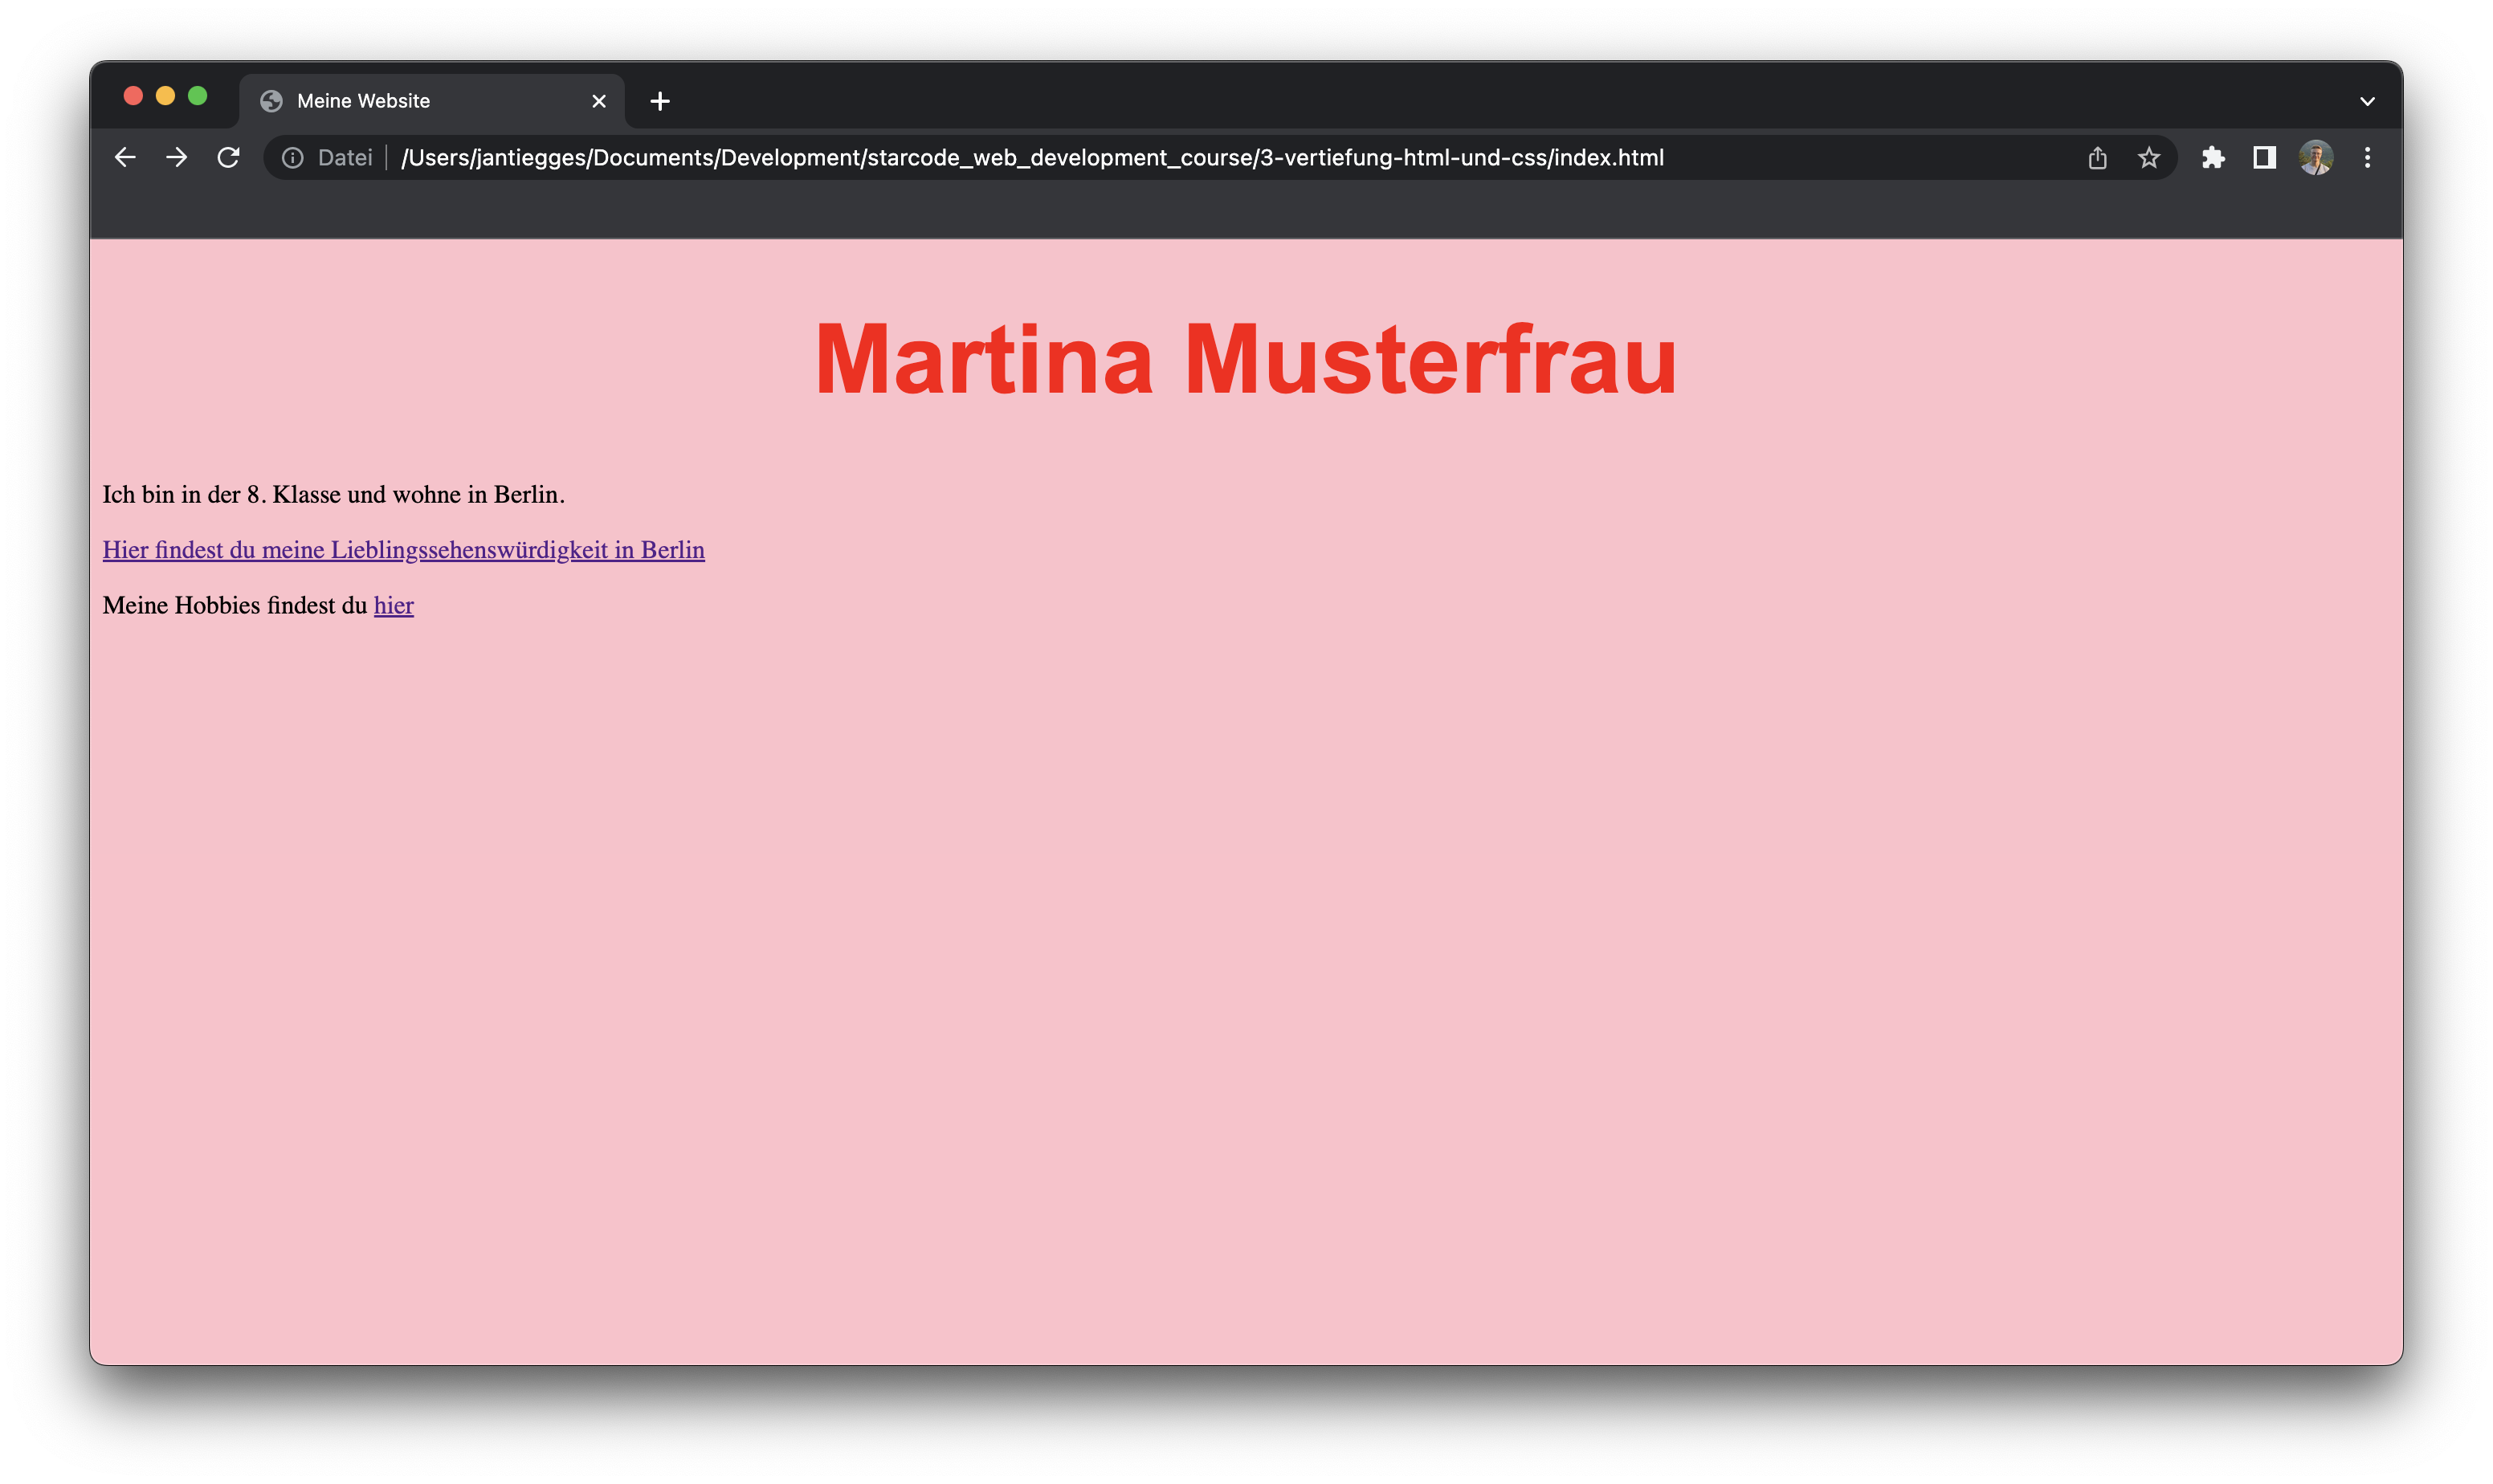 Meine Website
Datei /Users/jantiegges/Documents/Development/starcode_web_development_course/3-vertiefung-html-und-css/index.html
Martina Musterfrau
Ich bin in der 8. Klasse und wohne in Berlin.
Hier findest du meine Lieblingssehenswürdigkeit in Berlin
Meine Hobbies findest du hier